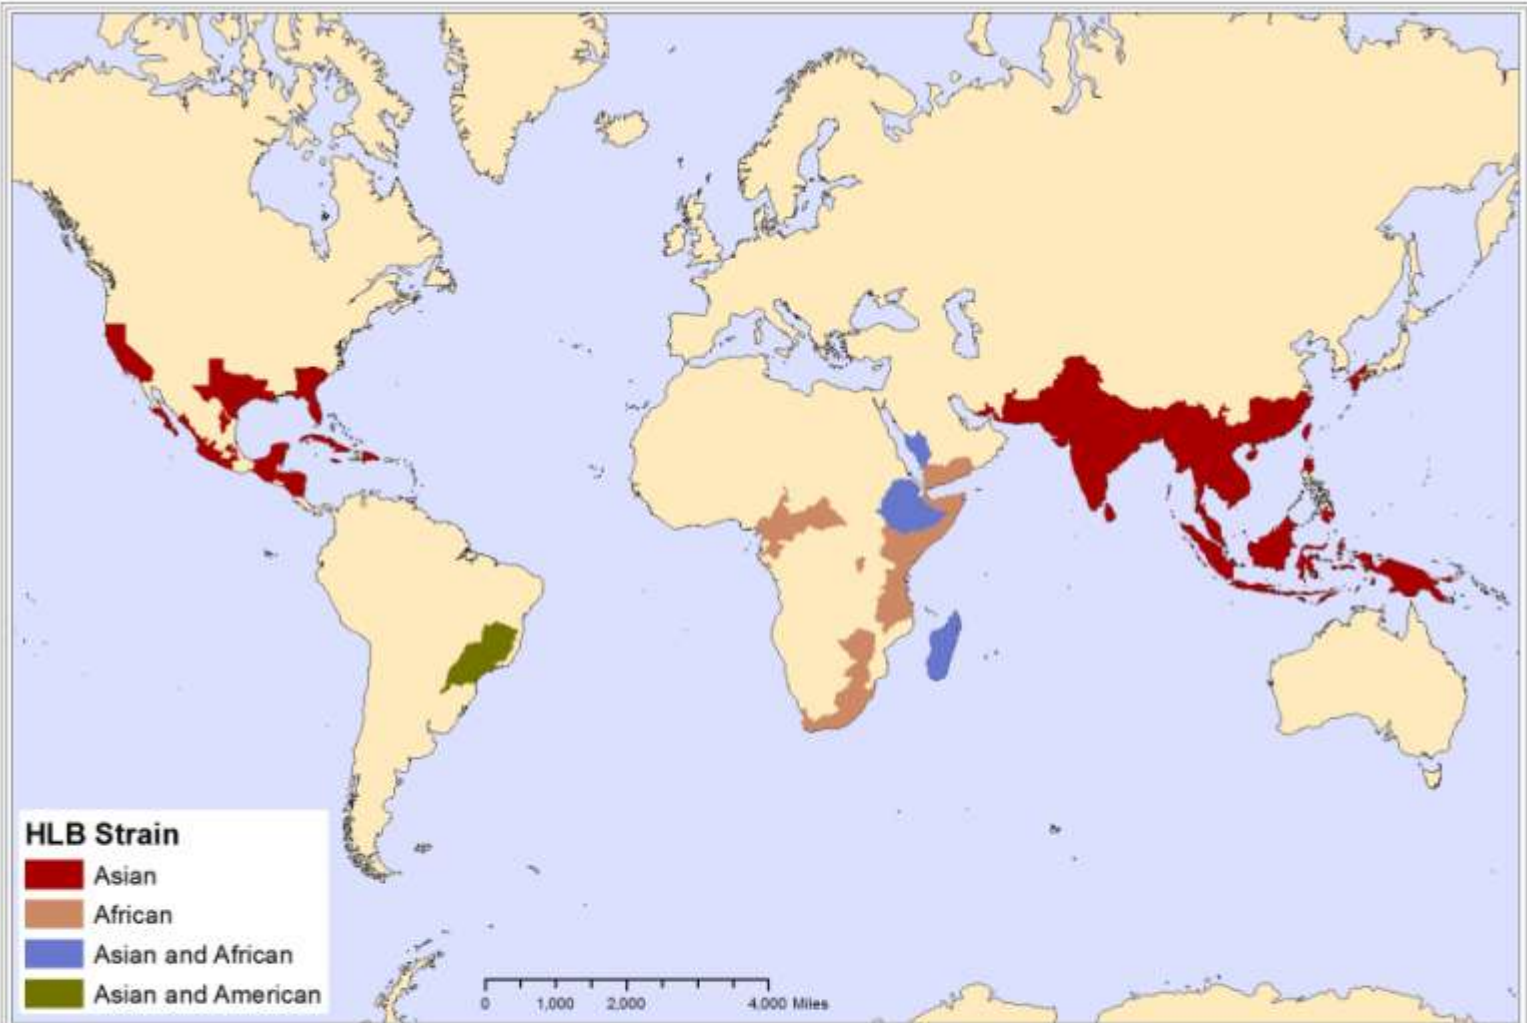 HLB Strain
Asian
African
Asian and African
Asian and American
0 1,000 2,000 4,000 Miles